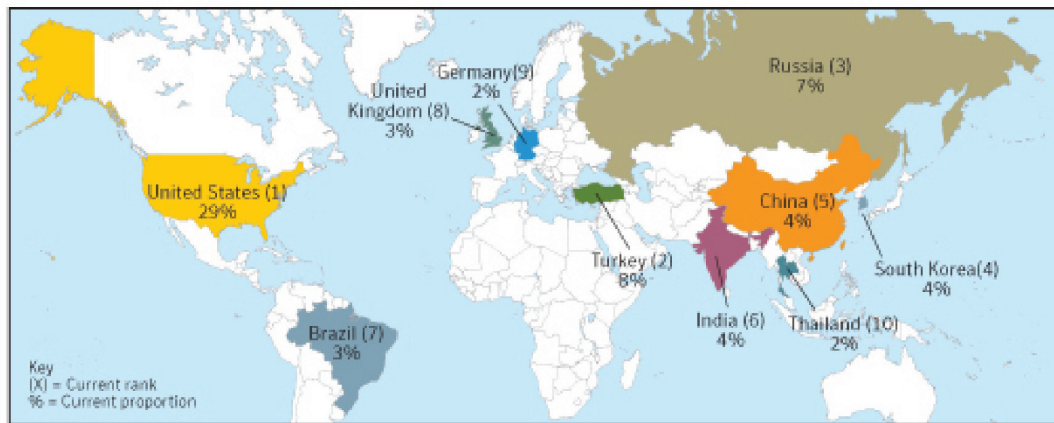 Germany(9)
2%
United
Kingdom (8)
3%
Russia (3)
7%
United States (1)
29%
China (5)
4%
Turkey (2)
8%
South Korea(4)
4%
India (6)
4%
Thailand (10)
2%
Brazil (7)
3%
Key
(X) = Current rank
% = Current proportion